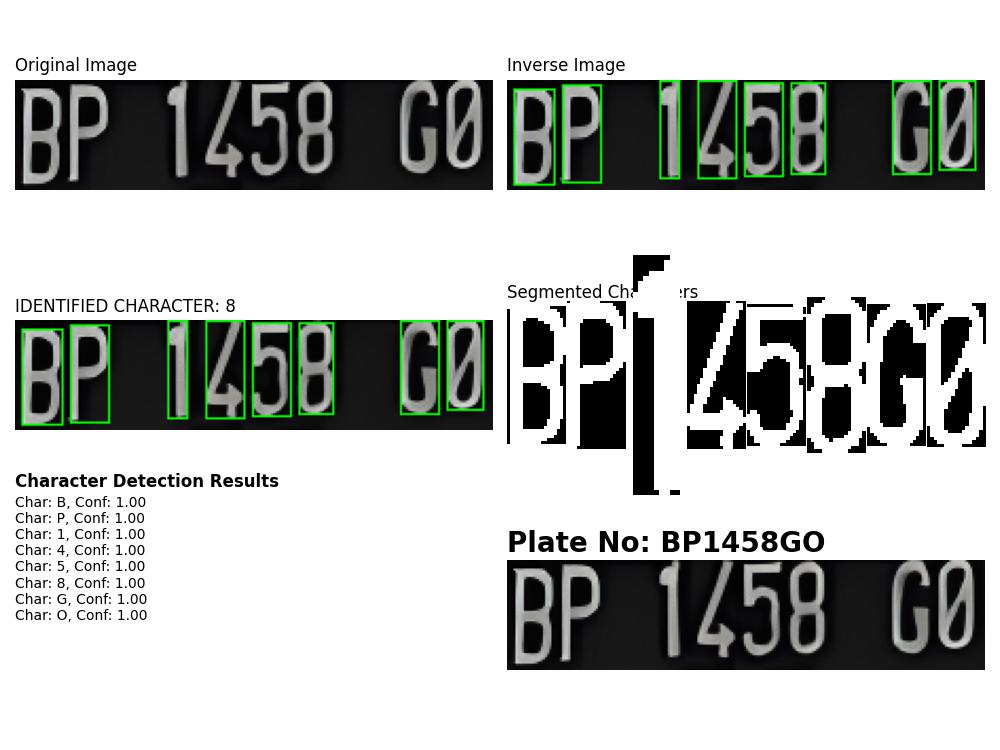 Original Image
BP 1458 G0
Inverse Image
BP 1458 G0
IDENTIFIED CHARACTER: 8
BP 1458 G0
Segmented Characters
BP1458G0
Character Detection Results
Char: B, Conf: 1.00
Char: P, Conf: 1.00
Char: 1, Conf: 1.00
Char: 4, Conf: 1.00
Char: 5, Conf: 1.00
Char: 8, Conf: 1.00
Char: G, Conf: 1.00
Char: O, Conf: 1.00
Plate No: BP1458GO
BP 1458 G0